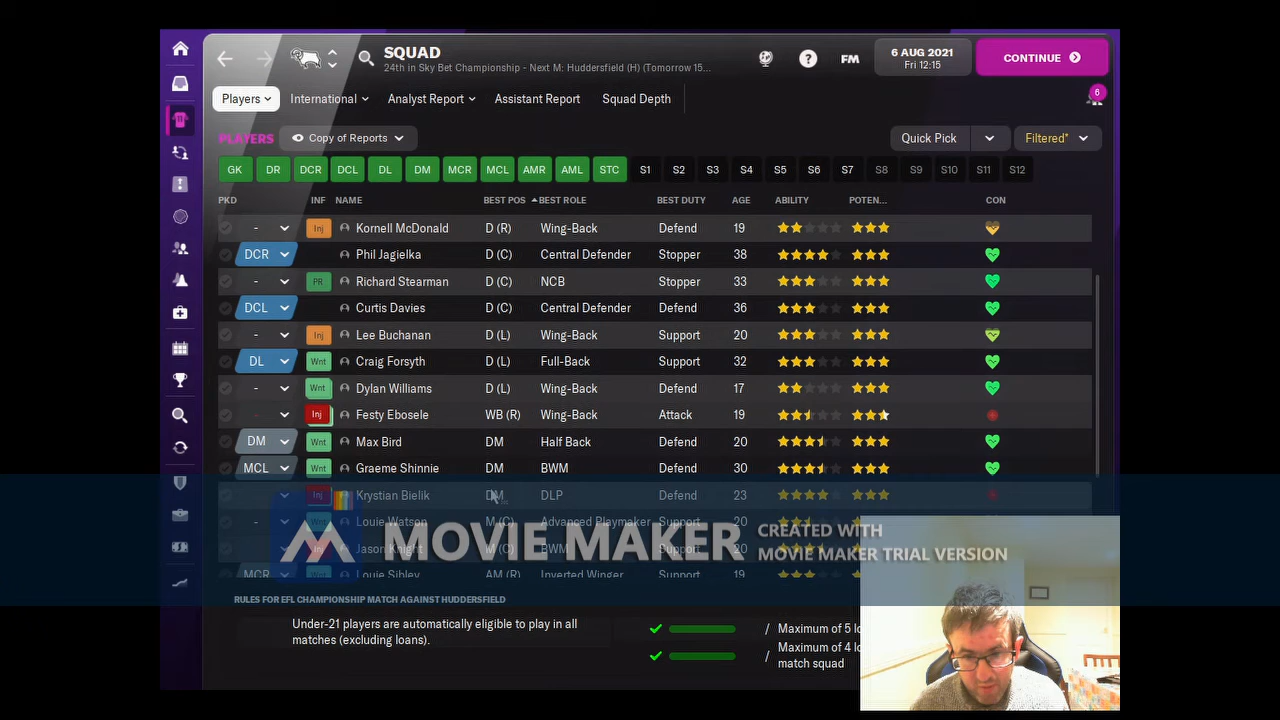 SQUAD
24th in Sky Bet Championship - Next M: Huddersfield (H) (Tomorrow 15...
FM
6 AUG 2021
Fri 12:15
CONTINUE
Players International Analyst Report Assistant Report Squad Depth
6
PLAYERS Copy of Reports Quick Pick Filtered*
GK DR DCR DCL DL DM MCR MCL AMR AML STC S1 S2 S3 S4 S5 S6 S7 S8 S9 S10 S11 S12
PKD INF NAME BEST POS BEST ROLE BEST DUTY AGE ABILITY POTEN... CON
- Inj Kornell McDonald D (R) Wing-Back Defend 19
DCR Phil Jagielka D (C) Central Defender Stopper 38
- PR Richard Stearman D (C) NCB Stopper 33
DCL Curtis Davies D (C) Central Defender Defend 36
- Inj Lee Buchanan D (L) Wing-Back Support 20
DL Wnt Craig Forsyth D (L) Full-Back Support 32
- Wnt Dylan Williams D (L) Wing-Back Defend 17
- Inj Festy Ebosele WB (R) Wing-Back Attack 19
DM Wnt Max Bird DM Half Back Defend 20
MCL Wnt Graeme Shinnie DM BWM Defend 30
Inj Krystian Bielik DM DLP Defend 23
- Wnt Louie Watson M (C) Advanced Playmaker Support 20
Jason Knight M (C) BWM Support 20
MCR Louie Sibley AM (R) Inverted Winger Support 19
MOVIE MAKER
CREATED WITH
MOVIE MAKER TRIAL VERSION
RULES FOR EFL CHAMPIONSHIP MATCH AGAINST HUDDERSFIELD
Under-21 players are automatically eligible to play in all
matches (excluding loans).
/ Maximum of 5
/ Maximum of 4
match squad